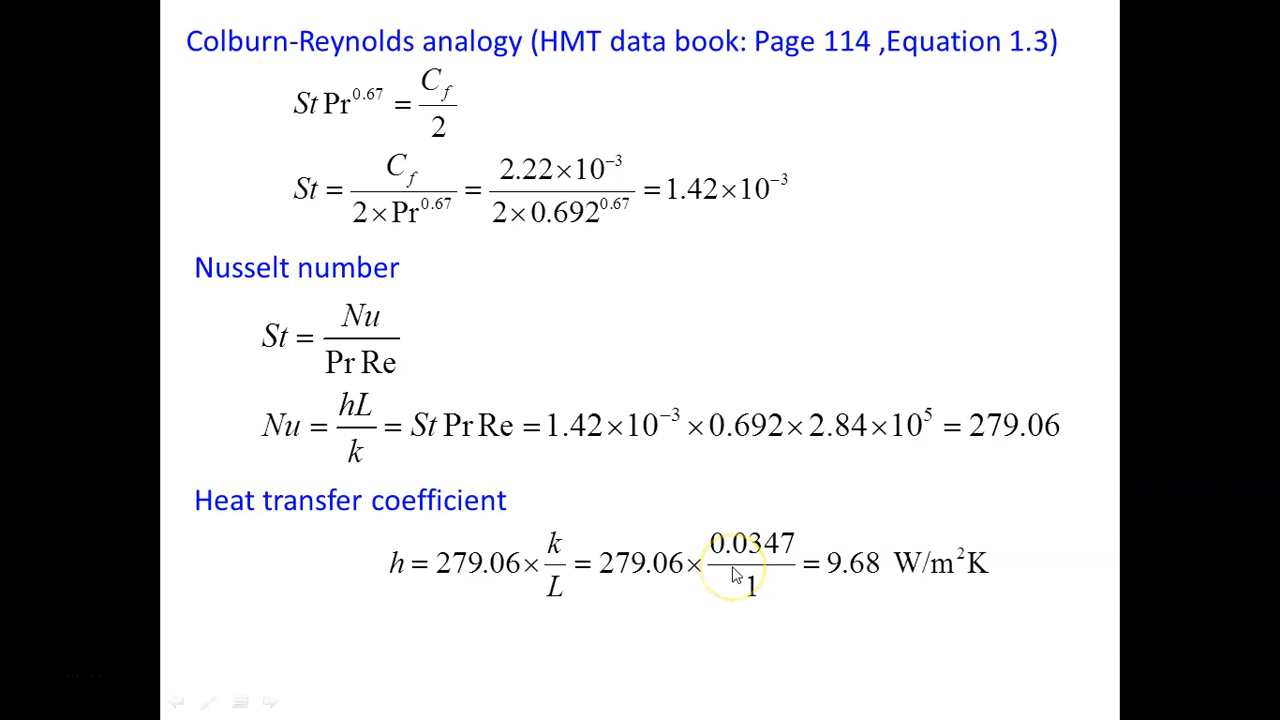 Colburn-Reynolds analogy (HMT data book: Page 114 ,Equation 1.3)
St Pr^0.67 = C_f / 2
St = C_f / (2 × Pr^0.67) = 2.22×10^−3 / (2 × 0.692^0.67) = 1.42×10^−3
Nusselt number
St = Nu / (Pr Re)
Nu = hL / k = St Pr Re = 1.42×10^−3 × 0.692 × 2.84×10^5 = 279.06
Heat transfer coefficient
h = 279.06 × k / L = 279.06 × 0.0347 / 1 = 9.68 W/m²K